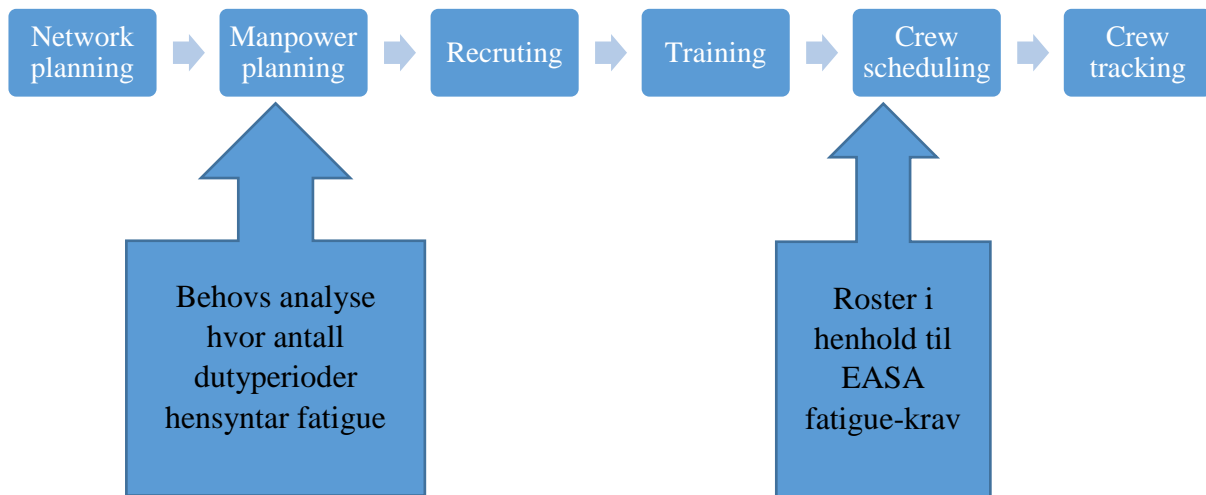 Network
planning
Manpower
planning
Recruting
Training
Crew
scheduling
Crew
tracking
Behovs analyse
hvor antall
dutyperioder
hensyntar fatigue
Roster i
henhold til
EASA
fatigue-krav